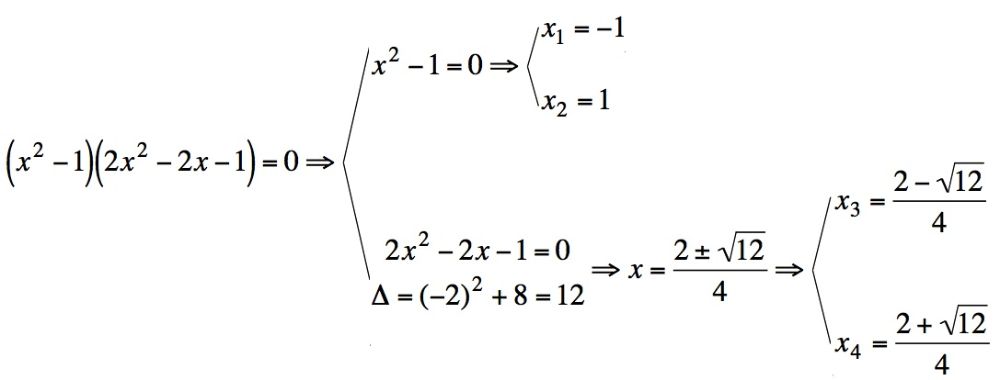 (x² − 1)(2x² − 2x − 1) = 0 ⇒
x² − 1 = 0 ⇒
x₁ = −1
x₂ = 1
2x² − 2x − 1 = 0
Δ = (−2)² + 8 = 12
⇒ x = (2 ± √12)/4 ⇒
x₃ = (2 − √12)/4
x₄ = (2 + √12)/4